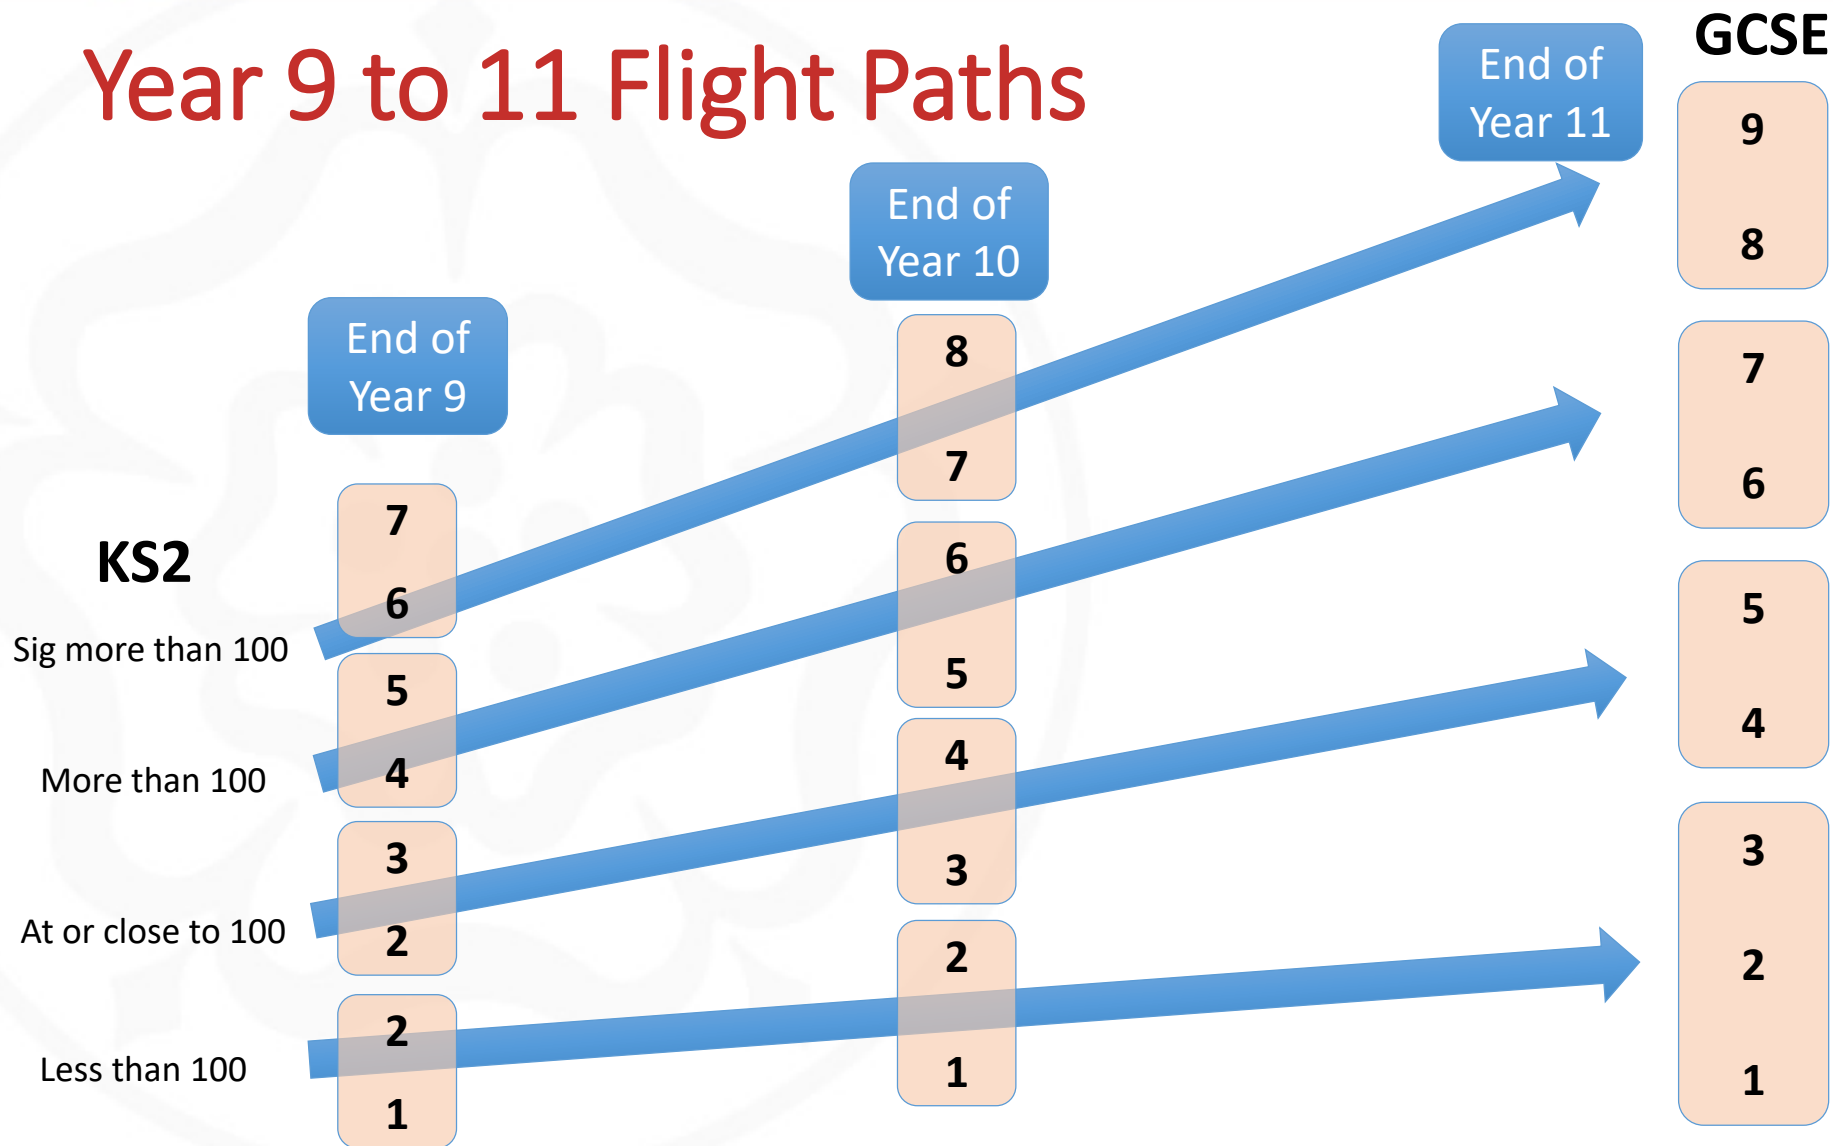 Year 9 to 11 Flight Paths
GCSE
End of
Year 11
End of
Year 10
End of
Year 9
KS2
Sig more than 100
More than 100
At or close to 100
Less than 100
7
6
5
4
3
2
2
1
8
7
6
5
4
3
2
1
9
8
7
6
5
4
3
2
1